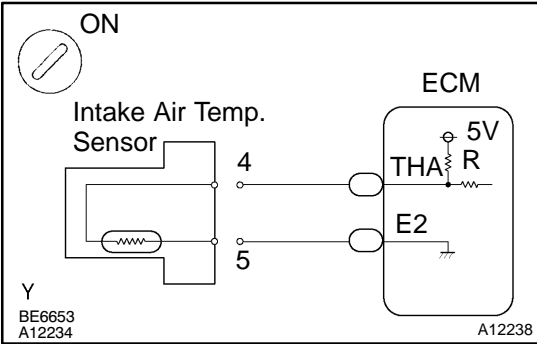 ON
Intake Air Temp.
Sensor
ECM
5V
4
THA
R
E2
5
Y
BE6653
A12234
A12238